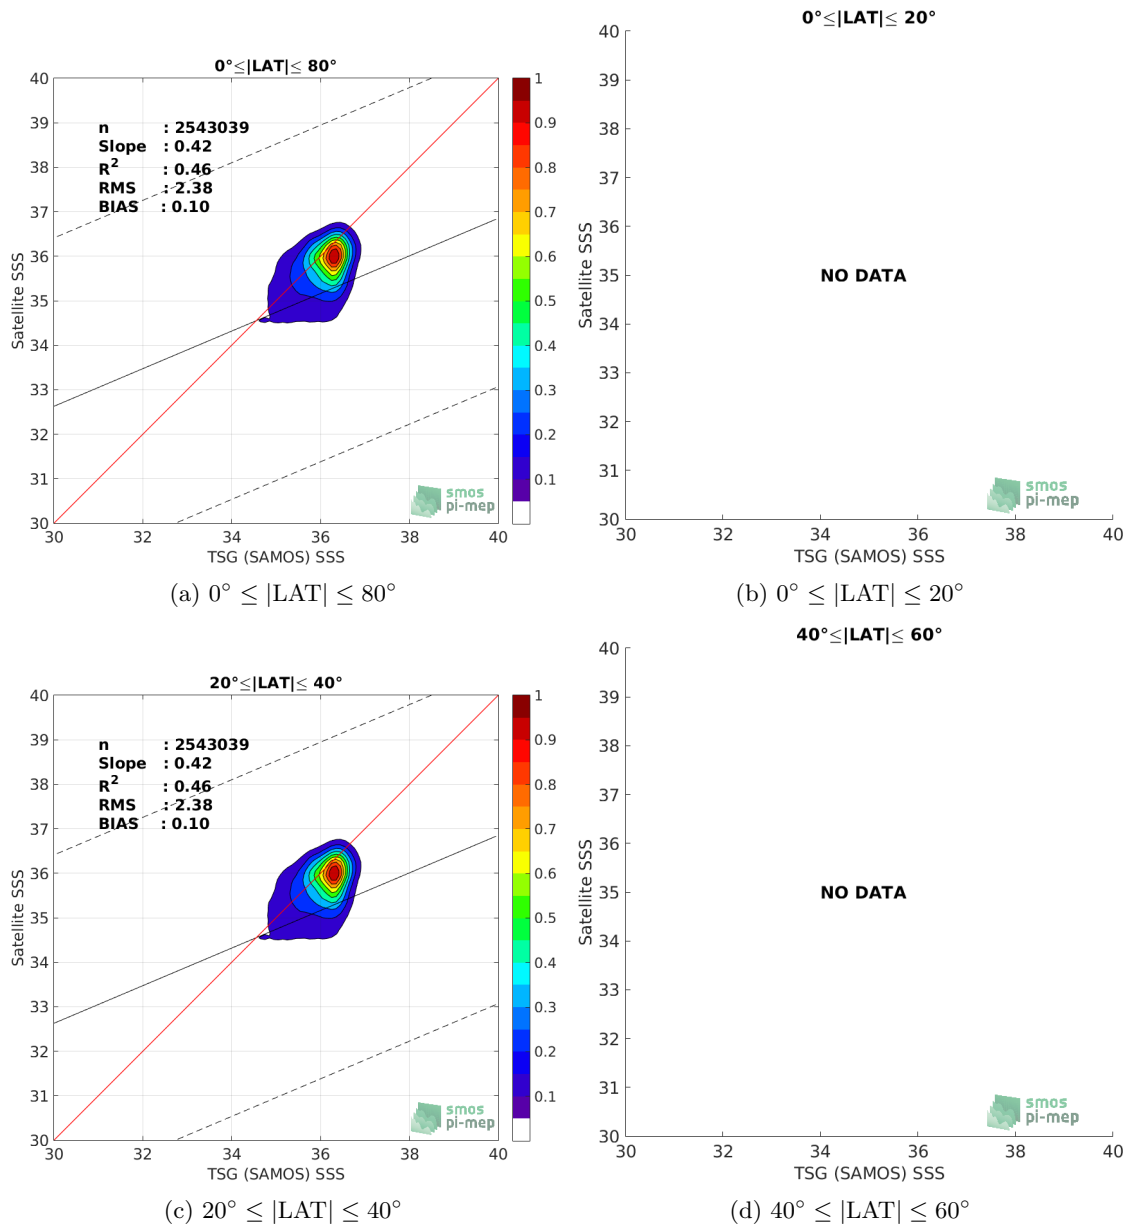 0°≤|LAT|≤ 80°
40
39
38
37
36
35
34
33
32
31
30
Satellite SSS
n : 2543039
Slope : 0.42
R2 : 0.46
RMS : 2.38
BIAS : 0.10
smos
pi-mep
30 32 34 36 38 40
TSG (SAMOS) SSS
1
0.9
0.8
0.7
0.6
0.5
0.4
0.3
0.2
0.1
(a) 0° ≤ |LAT| ≤ 80°
0°≤|LAT|≤ 20°
40
39
38
37
36
35
34
33
32
31
30
Satellite SSS
NO DATA
smos
pi-mep
30 32 34 36 38 40
TSG (SAMOS) SSS
(b) 0° ≤ |LAT| ≤ 20°
20°≤|LAT|≤ 40°
40
39
38
37
36
35
34
33
32
31
30
Satellite SSS
n : 2543039
Slope : 0.42
R2 : 0.46
RMS : 2.38
BIAS : 0.10
smos
pi-mep
30 32 34 36 38 40
TSG (SAMOS) SSS
1
0.9
0.8
0.7
0.6
0.5
0.4
0.3
0.2
0.1
(c) 20° ≤ |LAT| ≤ 40°
40°≤|LAT|≤ 60°
40
39
38
37
36
35
34
33
32
31
30
Satellite SSS
NO DATA
smos
pi-mep
30 32 34 36 38 40
TSG (SAMOS) SSS
(d) 40° ≤ |LAT| ≤ 60°